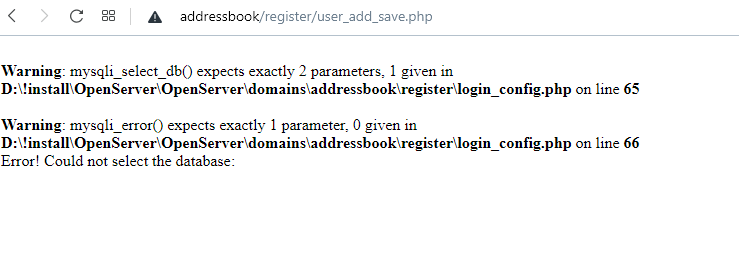 addressbook/register/user_add_save.php
Warning: mysqli_select_db() expects exactly 2 parameters, 1 given in
D:\!install\OpenServer\OpenServer\domains\addressbook\register\login_config.php on line 65
Warning: mysqli_error() expects exactly 1 parameter, 0 given in
D:\!install\OpenServer\OpenServer\domains\addressbook\register\login_config.php on line 66
Error! Could not select the database: